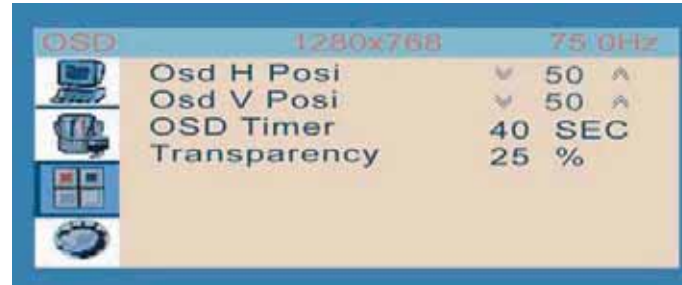 OSD 1280x768 75.0Hz
Osd H Posi 50
Osd V Posi 50
OSD Timer 40 SEC
Transparency 25 %